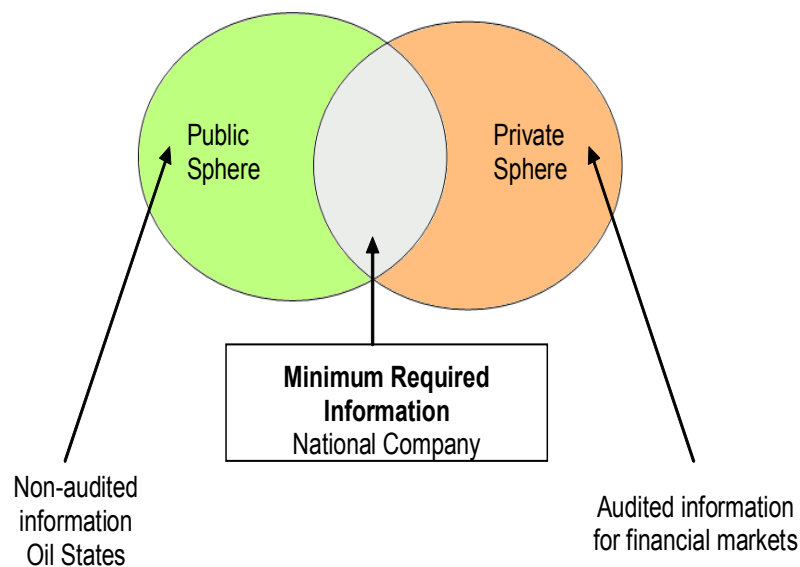 Public
Sphere
Private
Sphere
Minimum Required
Information
National Company
Non-audited
information
Oil States
Audited information
for financial markets